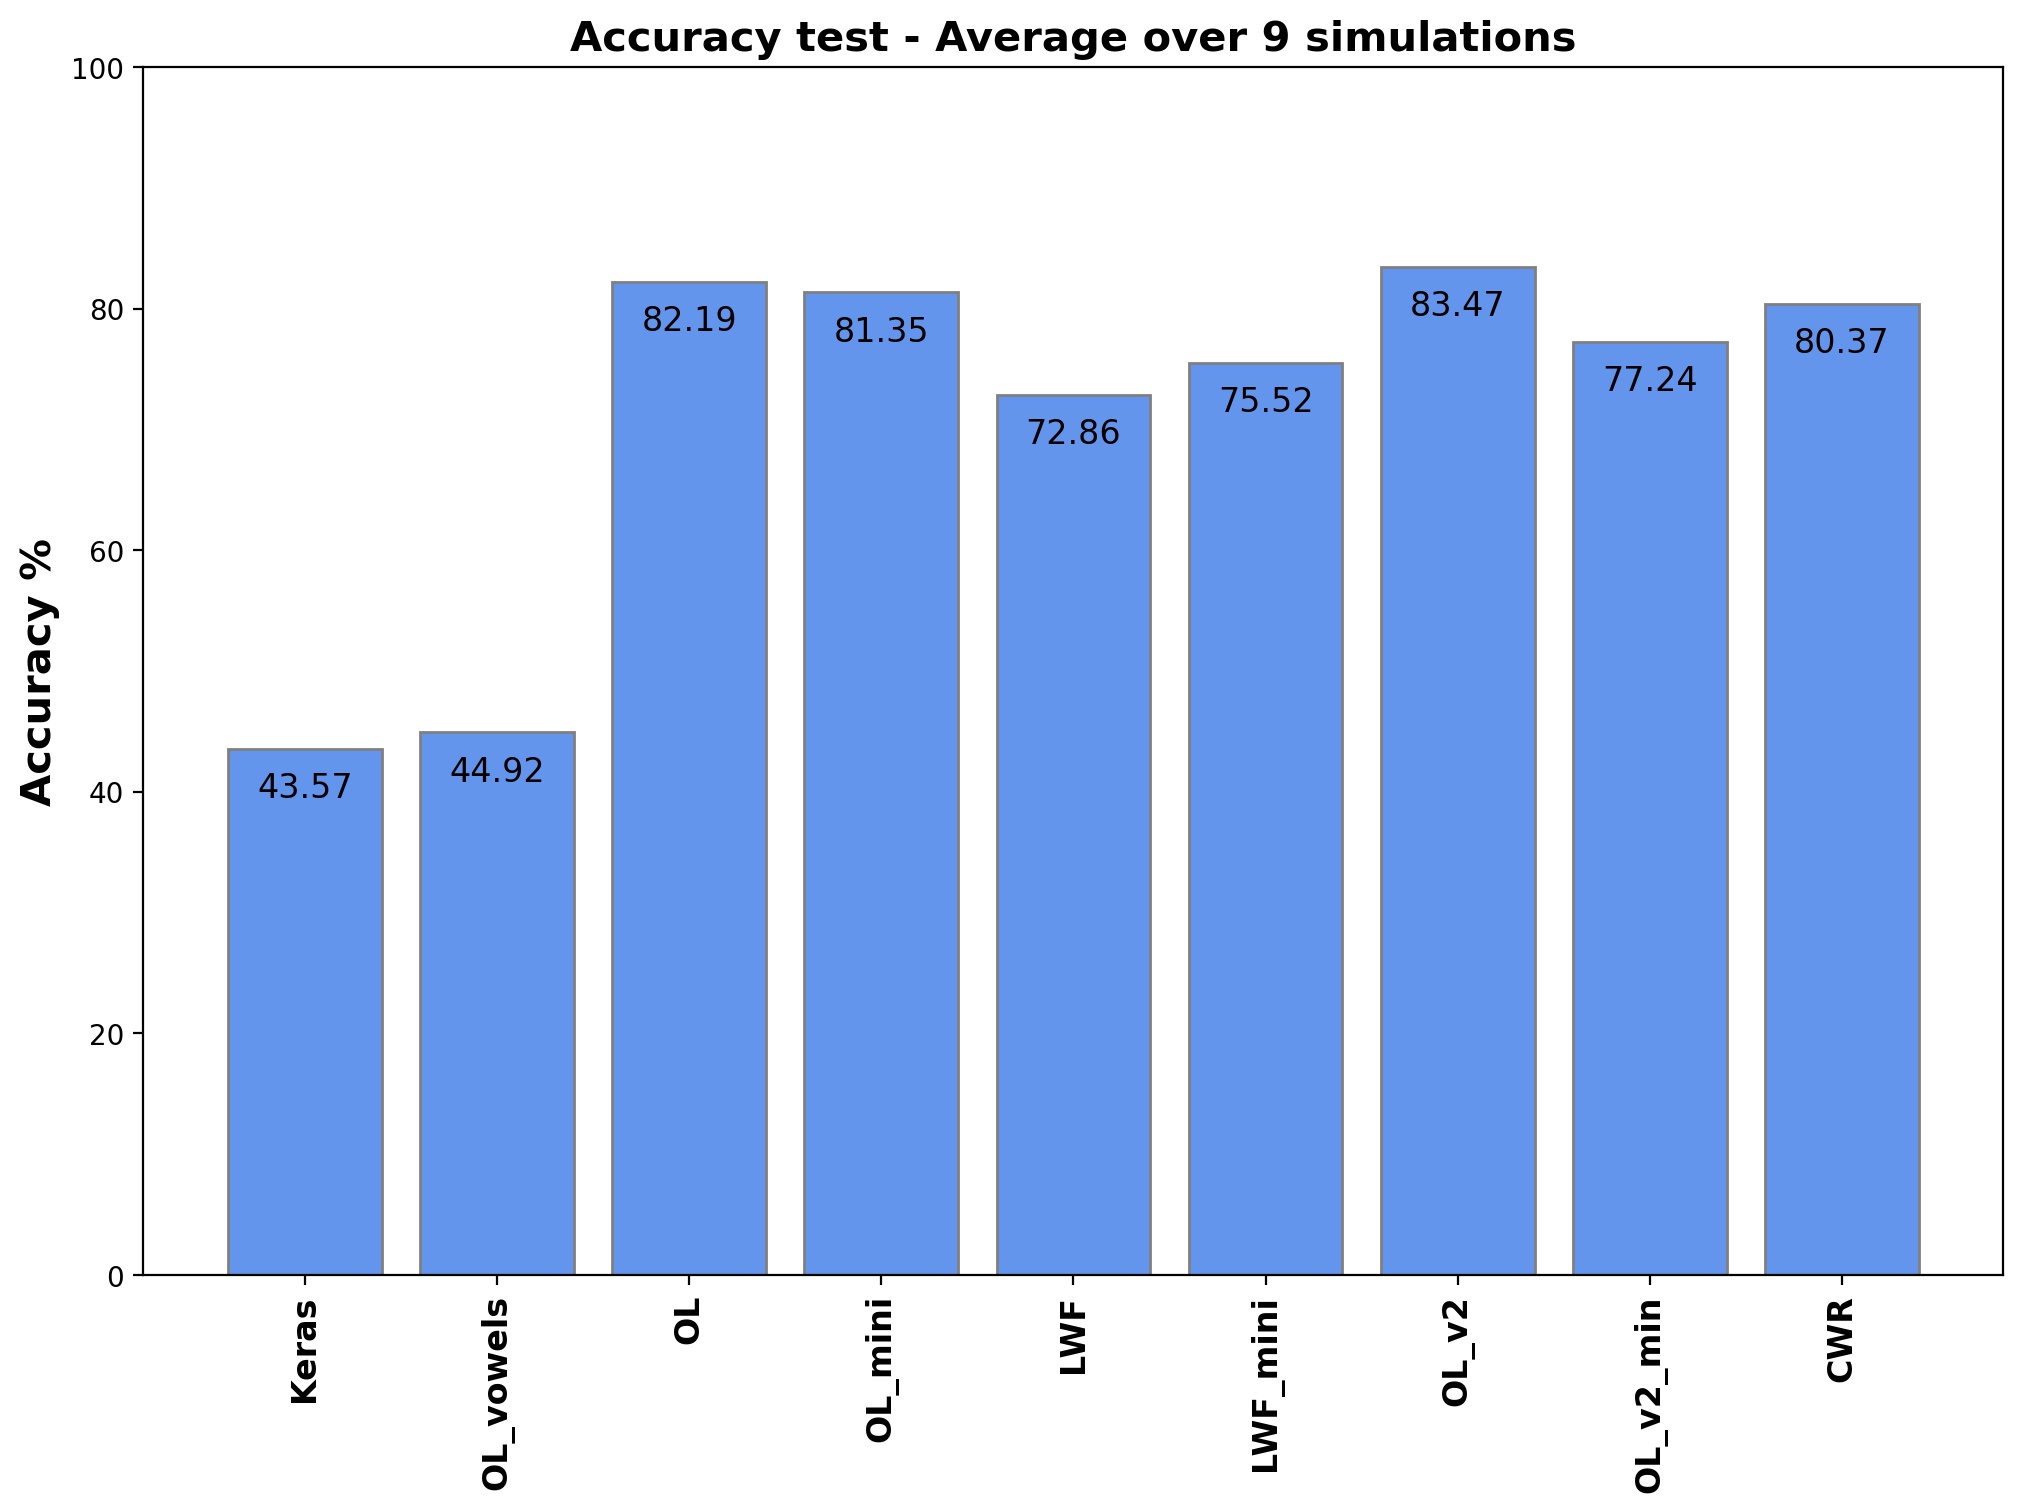 Accuracy test - Average over 9 simulations
Accuracy %
100
80
60
40
20
0
43.57
44.92
82.19
81.35
72.86
75.52
83.47
77.24
80.37
Keras
OL_vowels
OL
OL_mini
LWF
LWF_mini
OL_v2
OL_v2_min
CWR